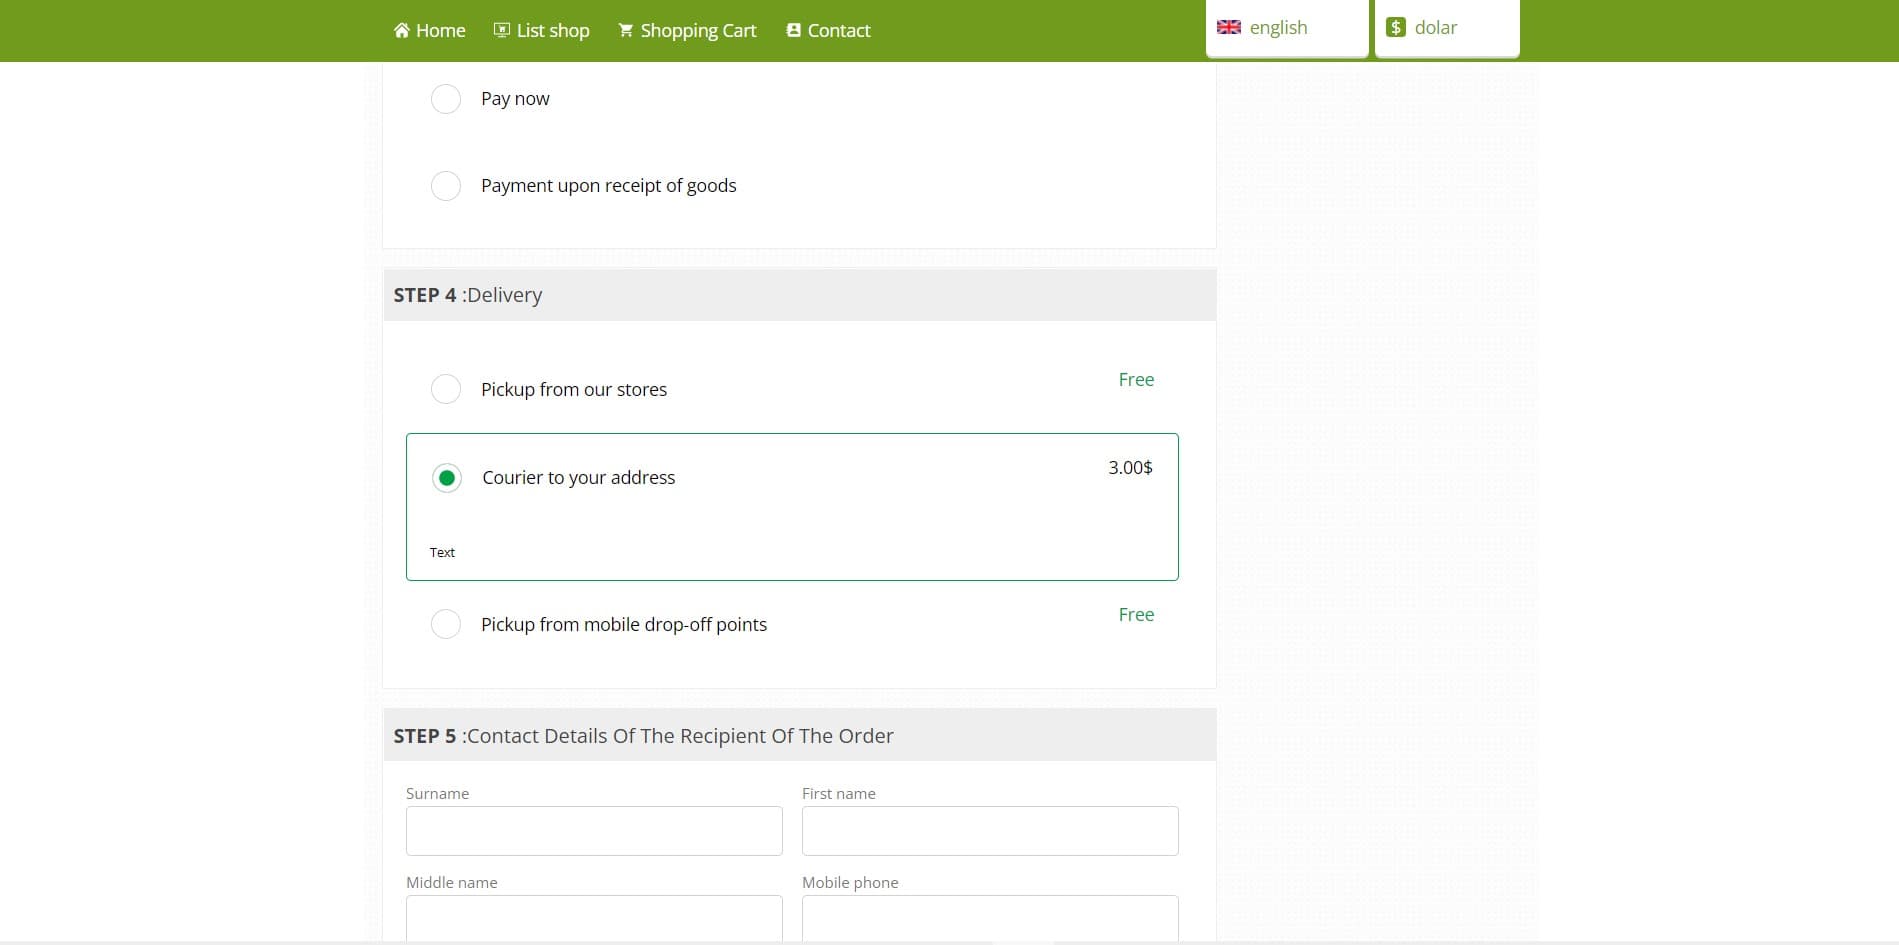 Home List shop Shopping Cart Contact english $ dolar
Pay now
Payment upon receipt of goods
STEP 4 :Delivery
Pickup from our stores Free
Courier to your address 3.00$
Text
Pickup from mobile drop-off points Free
STEP 5 :Contact Details Of The Recipient Of The Order
Surname First name
Middle name Mobile phone